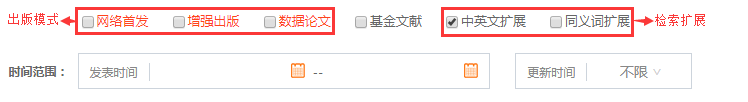 出版模式 网络首发 增强出版 数据论文 基金文献 中英文扩展 同义词扩展 检索扩展
时间范围： 发表时间 -- 更新时间 不限